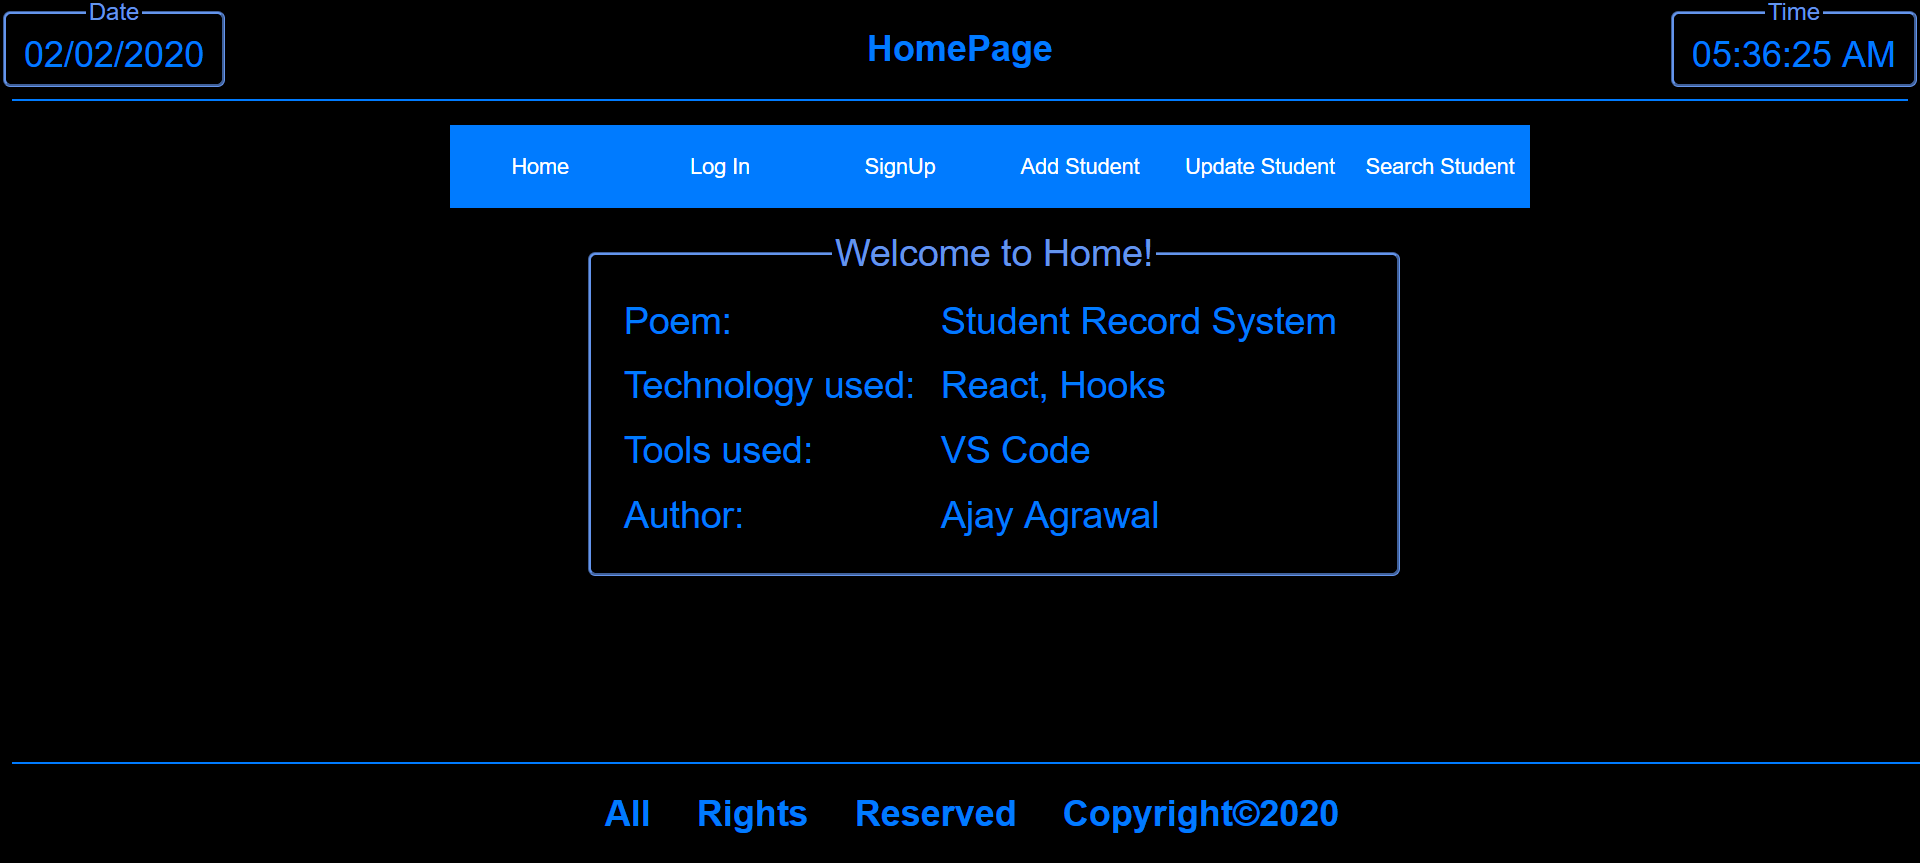 Date
02/02/2020
HomePage
Time
05:36:25 AM
Home Log In SignUp Add Student Update Student Search Student
Welcome to Home!
Poem: Student Record System
Technology used: React, Hooks
Tools used: VS Code
Author: Ajay Agrawal
All Rights Reserved Copyright©2020